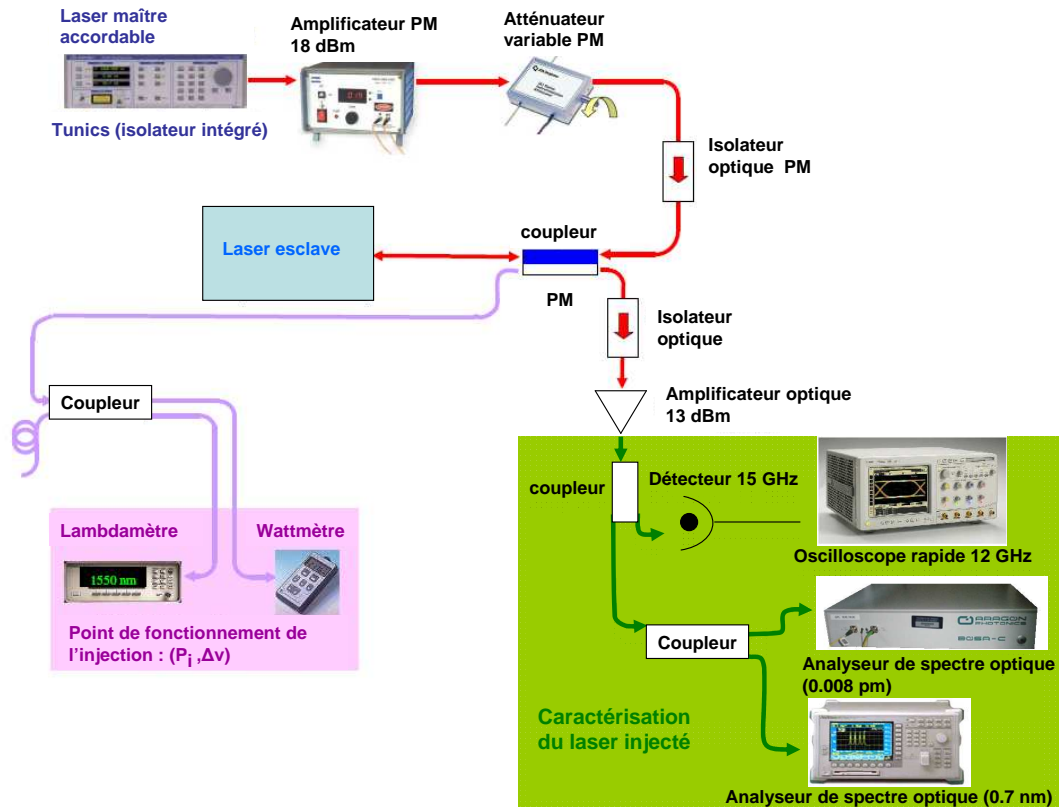 Laser maître
accordable
Amplificateur PM
18 dBm
Atténuateur
variable PM
Tunics (isolateur intégré)
Isolateur
optique PM
Laser esclave
coupleur
PM
Isolateur
optique
Coupleur
Amplificateur optique
13 dBm
coupleur
Détecteur 15 GHz
Oscilloscope rapide 12 GHz
Lambdamètre
Wattmètre
1550 nm
Point de fonctionnement de
l'injection : (Pi ,Δν)
Coupleur
ARAGON
PHOTONICS
BOSA-C
Analyseur de spectre optique
(0.008 pm)
Caractérisation
du laser injecté
Analyseur de spectre optique (0.7 nm)